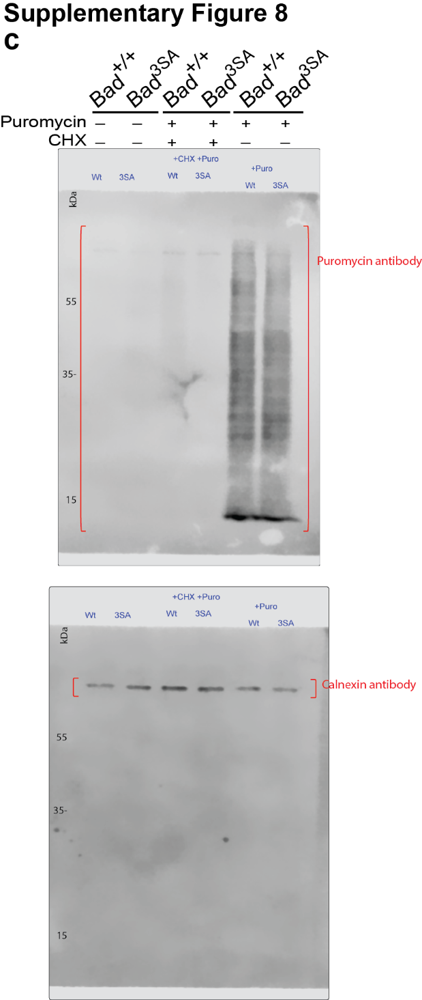 Supplementary Figure 8
C
Bad+/+ Bad3SA Bad+/+ Bad3SA Bad+/+ Bad3SA
Puromycin – – + + + +
CHX – – + + – –
+CHX +Puro
+Puro
Wt 3SA Wt 3SA
Wt 3SA
kDa
Puromycin antibody
55
35-
15
+CHX +Puro
+Puro
Wt 3SA Wt 3SA
Wt 3SA
kDa
Calnexin antibody
55
35-
15